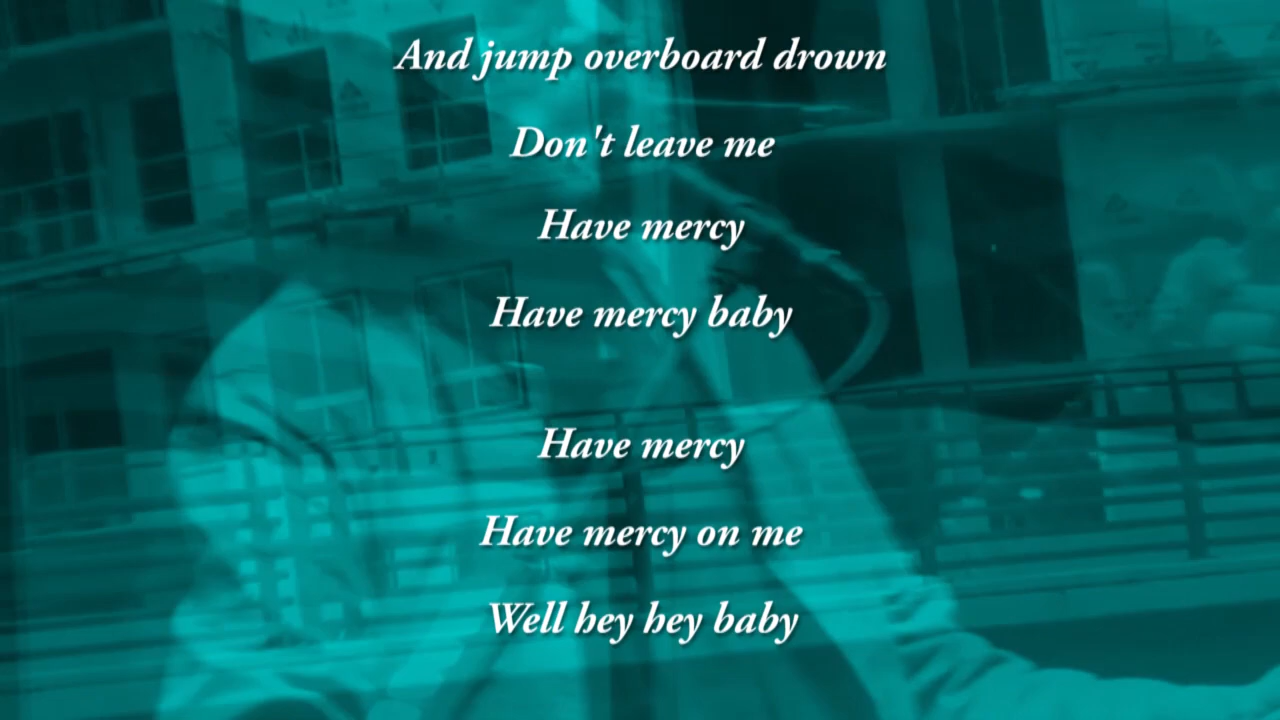 And jump overboard drown
Don't leave me
Have mercy
Have mercy baby
Have mercy
Have mercy on me
Well hey hey baby